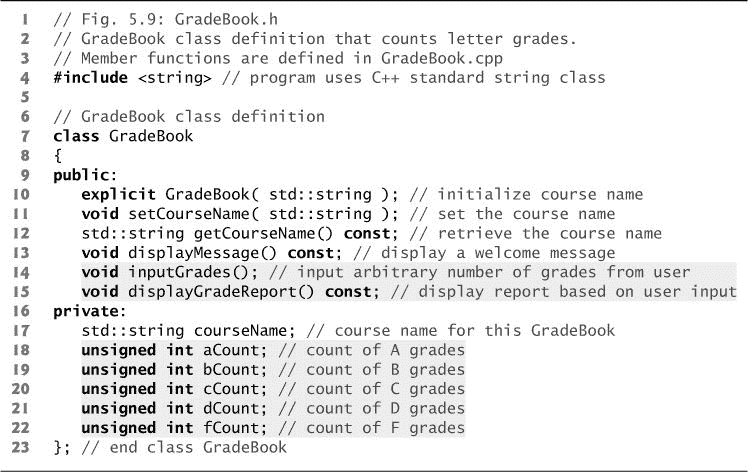 1 // Fig. 5.9: GradeBook.h
2 // GradeBook class definition that counts letter grades.
3 // Member functions are defined in GradeBook.cpp
4 #include <string> // program uses C++ standard string class
5
6 // GradeBook class definition
7 class GradeBook
8 {
9 public:
10    explicit GradeBook( std::string ); // initialize course name
11    void setCourseName( std::string ); // set the course name
12    std::string getCourseName() const; // retrieve the course name
13    void displayMessage() const; // display a welcome message
14    void inputGrades(); // input arbitrary number of grades from user
15    void displayGradeReport() const; // display report based on user input
16 private:
17    std::string courseName; // course name for this GradeBook
18    unsigned int aCount; // count of A grades
19    unsigned int bCount; // count of B grades
20    unsigned int cCount; // count of C grades
21    unsigned int dCount; // count of D grades
22    unsigned int fCount; // count of F grades
23 }; // end class GradeBook